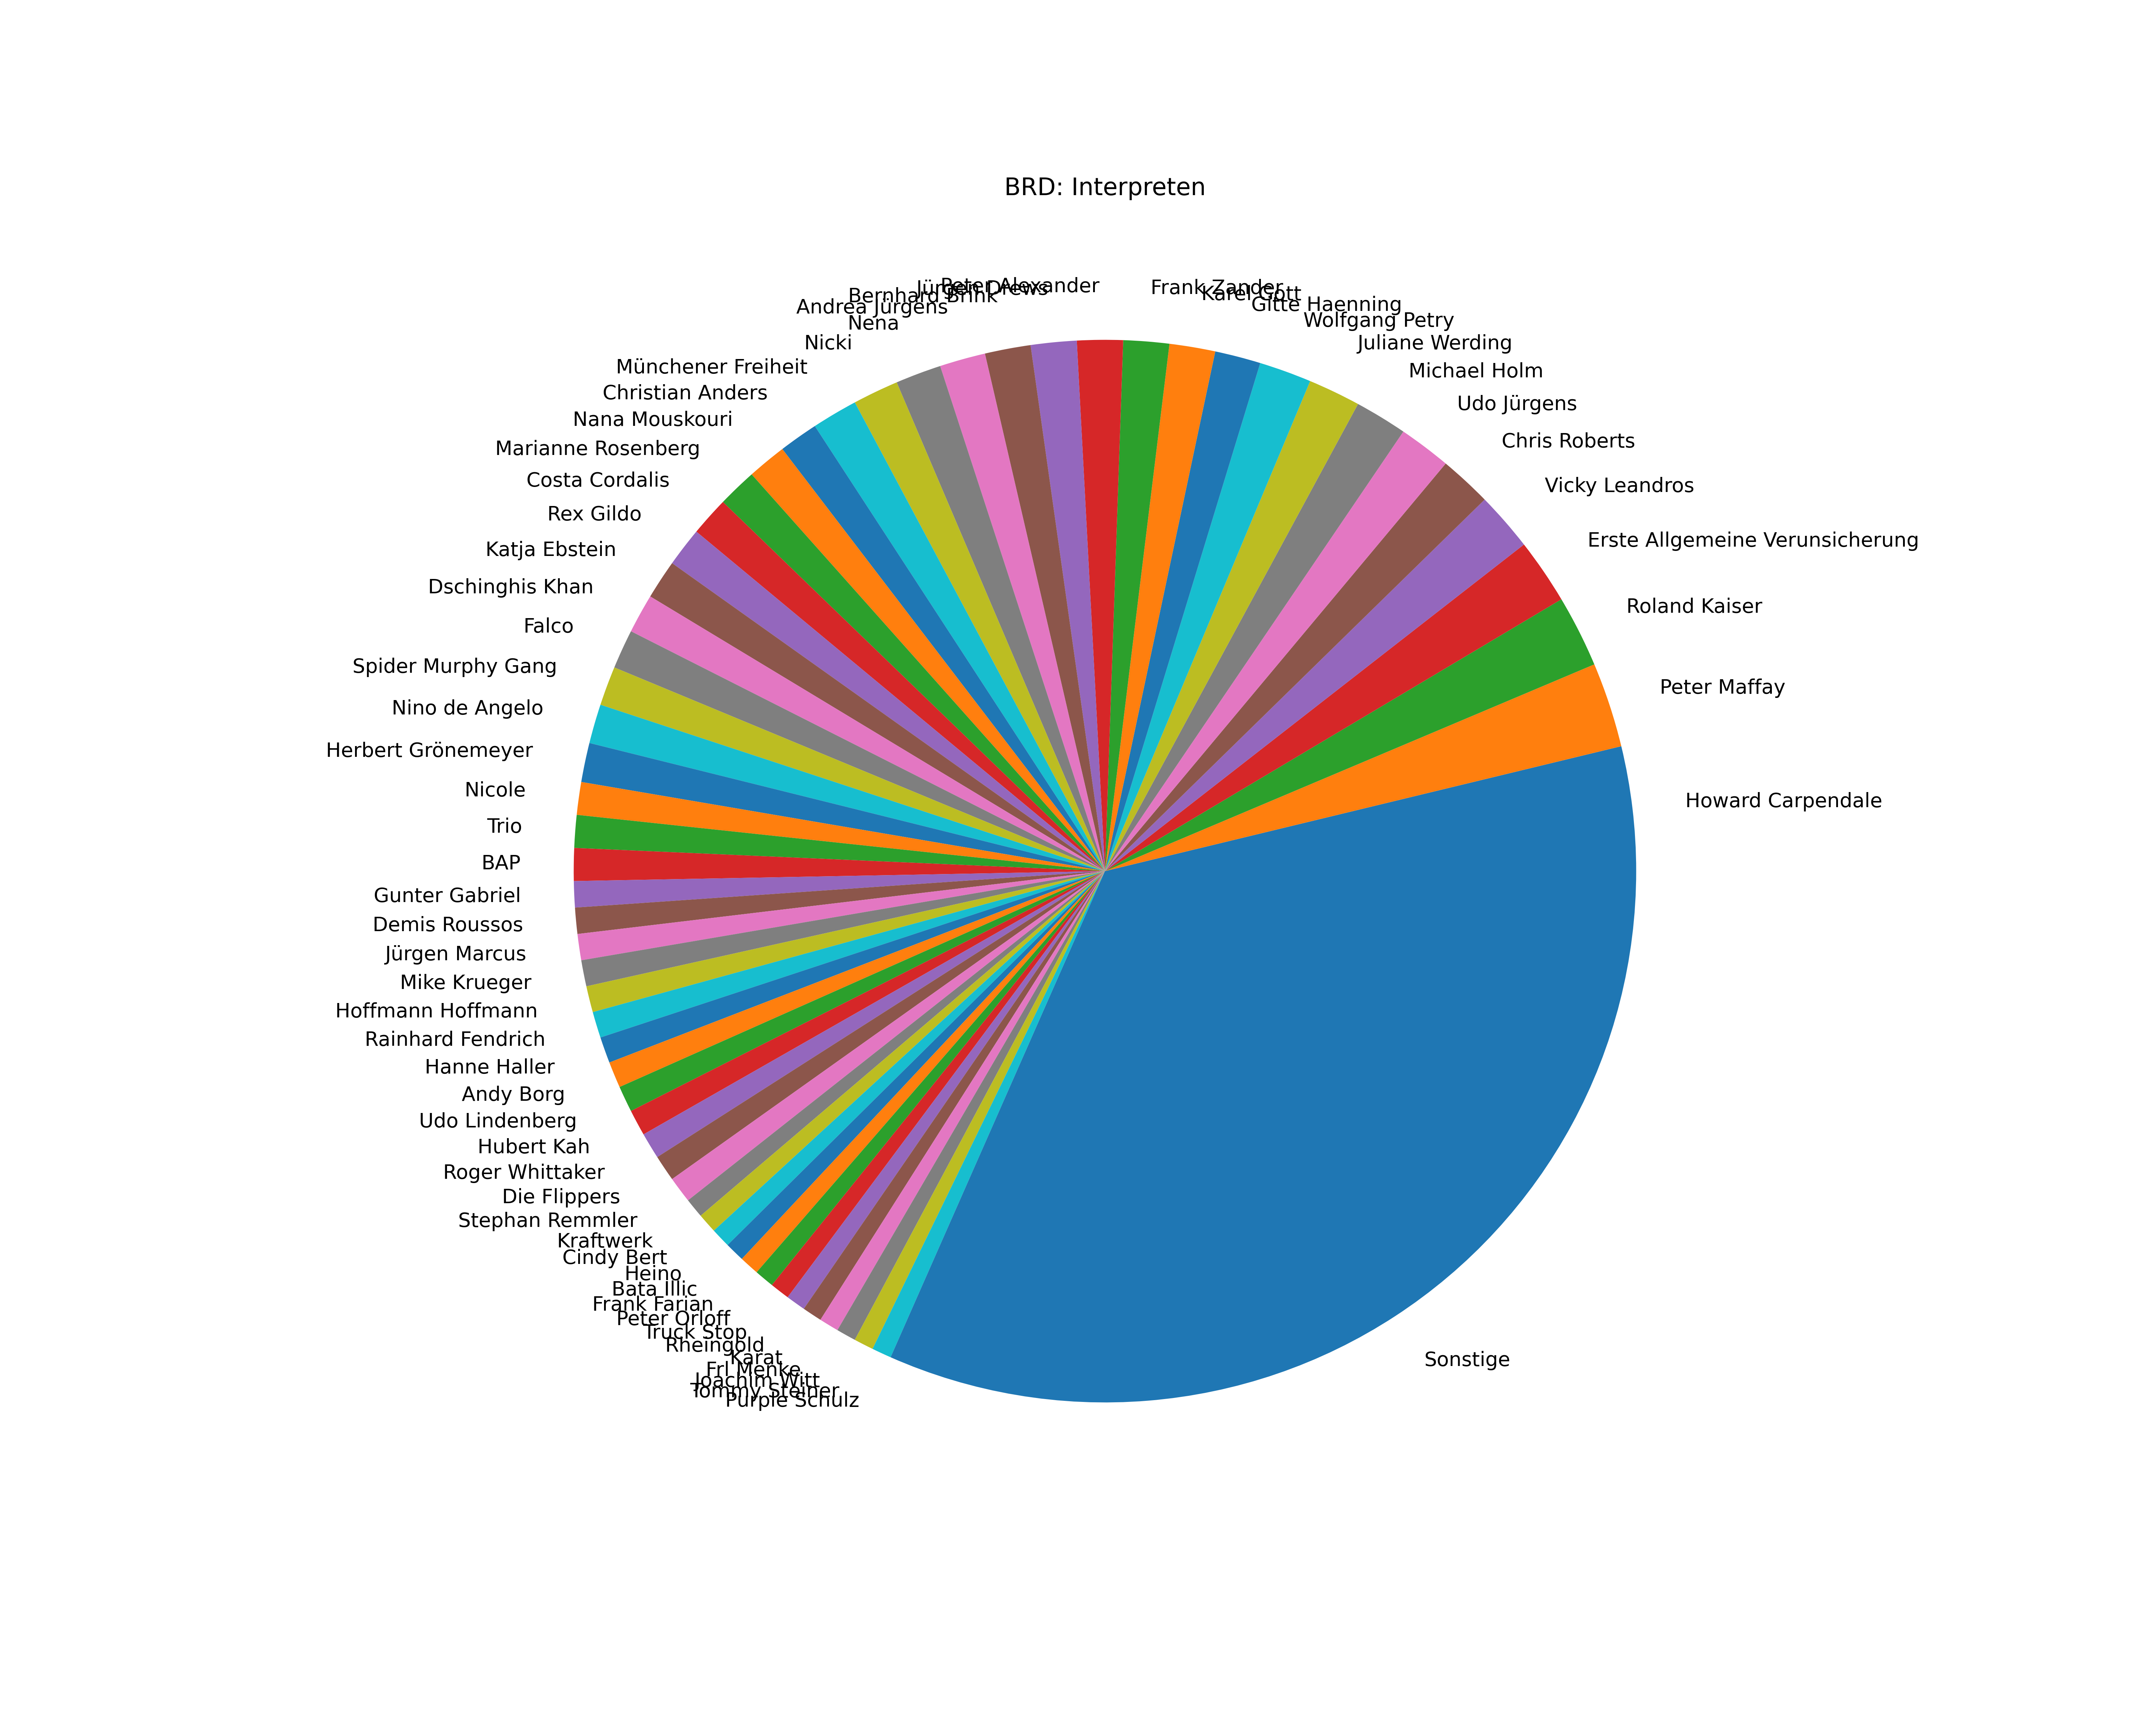 BRD: Interpreten
Howard Carpendale
Peter Maffay
Roland Kaiser
Erste Allgemeine Verunsicherung
Vicky Leandros
Chris Roberts
Udo Jürgens
Michael Holm
Juliane Werding
Wolfgang Petry
Gitte Haenning
Karel Gott
Frank Zander
Peter Alexander
Jürgen Drews
Bernhard Brink
Andrea Jürgens
Nena
Nicki
Münchener Freiheit
Christian Anders
Nana Mouskouri
Marianne Rosenberg
Costa Cordalis
Rex Gildo
Katja Ebstein
Dschinghis Khan
Falco
Spider Murphy Gang
Nino de Angelo
Herbert Grönemeyer
Nicole
Trio
BAP
Gunter Gabriel
Demis Roussos
Jürgen Marcus
Mike Krueger
Hoffmann Hoffmann
Rainhard Fendrich
Hanne Haller
Andy Borg
Udo Lindenberg
Hubert Kah
Roger Whittaker
Die Flippers
Stephan Remmler
Kraftwerk
Cindy Bert
Heino
Bata Illic
Frank Farian
Peter Orloff
Truck Stop
Rheingold
Karat
Frl Menke
Joachim Witt
Tommy Steiner
Purple Schulz
Sonstige